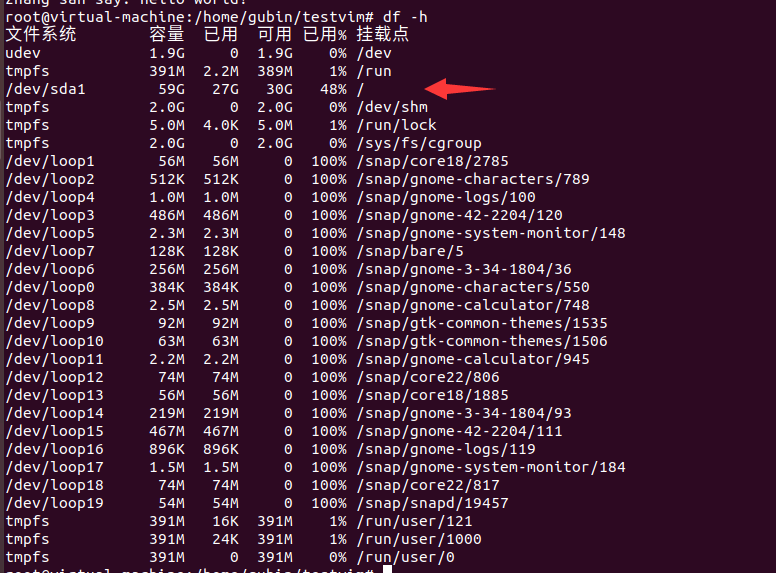 zhang san say: hello world!
root@virtual-machine:/home/gubin/testvim# df -h
文件系统 容量 已用 可用 已用% 挂载点
udev 1.9G 0 1.9G 0% /dev
tmpfs 391M 2.2M 389M 1% /run
/dev/sda1 59G 27G 30G 48% /
tmpfs 2.0G 0 2.0G 0% /dev/shm
tmpfs 5.0M 4.0K 5.0M 1% /run/lock
tmpfs 2.0G 0 2.0G 0% /sys/fs/cgroup
/dev/loop1 56M 56M 0 100% /snap/core18/2785
/dev/loop2 512K 512K 0 100% /snap/gnome-characters/789
/dev/loop4 1.0M 1.0M 0 100% /snap/gnome-logs/100
/dev/loop3 486M 486M 0 100% /snap/gnome-42-2204/120
/dev/loop5 2.3M 2.3M 0 100% /snap/gnome-system-monitor/148
/dev/loop7 128K 128K 0 100% /snap/bare/5
/dev/loop6 256M 256M 0 100% /snap/gnome-3-34-1804/36
/dev/loop0 384K 384K 0 100% /snap/gnome-characters/550
/dev/loop8 2.5M 2.5M 0 100% /snap/gnome-calculator/748
/dev/loop9 92M 92M 0 100% /snap/gtk-common-themes/1535
/dev/loop10 63M 63M 0 100% /snap/gtk-common-themes/1506
/dev/loop11 2.2M 2.2M 0 100% /snap/gnome-calculator/945
/dev/loop12 74M 74M 0 100% /snap/core22/806
/dev/loop13 56M 56M 0 100% /snap/core18/1885
/dev/loop14 219M 219M 0 100% /snap/gnome-3-34-1804/93
/dev/loop15 467M 467M 0 100% /snap/gnome-42-2204/111
/dev/loop16 896K 896K 0 100% /snap/gnome-logs/119
/dev/loop17 1.5M 1.5M 0 100% /snap/gnome-system-monitor/184
/dev/loop18 74M 74M 0 100% /snap/core22/817
/dev/loop19 54M 54M 0 100% /snap/snapd/19457
tmpfs 391M 16K 391M 1% /run/user/121
tmpfs 391M 24K 391M 1% /run/user/1000
tmpfs 391M 0 391M 0% /run/user/0
root@virtual-machine:/home/gubin/testvim#